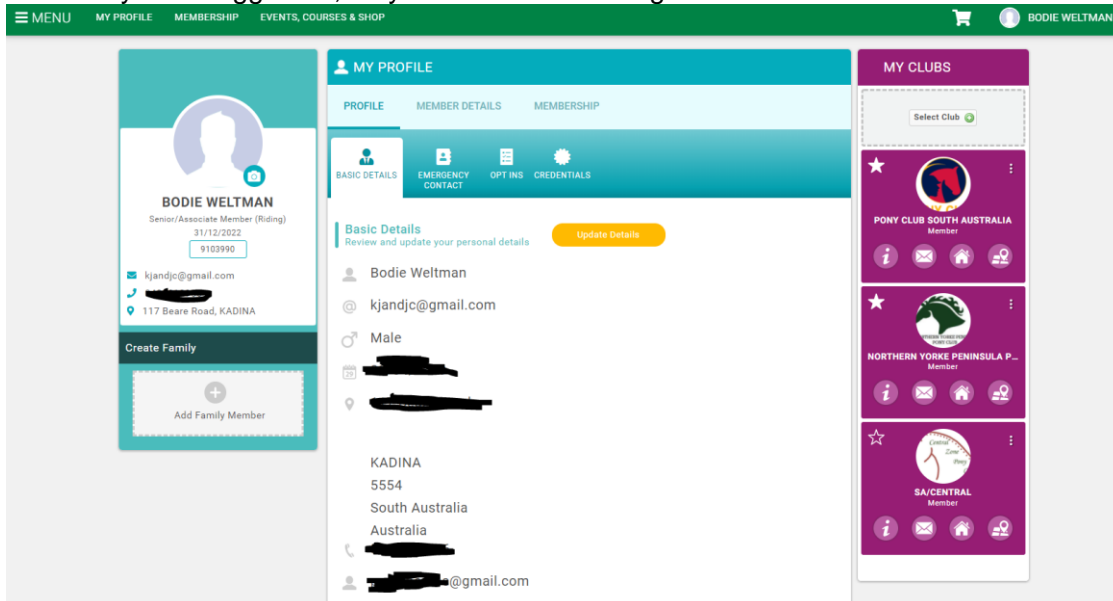 MENU MY PROFILE MEMBERSHIP EVENTS, COURSES & SHOP BODIE WELTMAN
BODIE WELTMAN
Senior/Associate Member (Riding)
31/12/2022
9103990
kjandjc@gmail.com
117 Beare Road, KADINA
Create Family
Add Family Member
MY PROFILE
PROFILE MEMBER DETAILS MEMBERSHIP
BASIC DETAILS EMERGENCY CONTACT OPT INS CREDENTIALS
Basic Details
Review and update your personal details
Update Details
Bodie Weltman
kjandjc@gmail.com
Male
KADINA
5554
South Australia
Australia
@gmail.com
MY CLUBS
Select Club
PONY CLUB SOUTH AUSTRALIA
Member
NORTHERN YORKE PENINSULA P...
Member
Central
Zone
Pony
SA/CENTRAL
Member